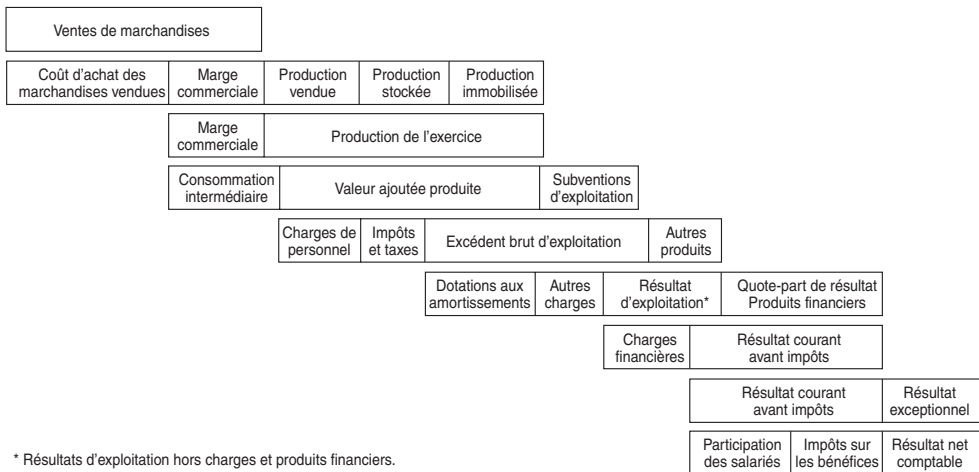 Ventes de marchandises
Coût d'achat des
marchandises vendues
Marge
commerciale
Production
vendue
Production
stockée
Production
immobilisée
Marge
commerciale
Production de l'exercice
Consommation
intermédiaire
Valeur ajoutée produite
Subventions
d'exploitation
Charges de
personnel
Impôts
et taxes
Excédent brut d'exploitation
Autres
produits
Dotations aux
amortissements
Autres
charges
Résultat
d'exploitation*
Quote-part de résultat
Produits financiers
Charges
financières
Résultat courant
avant impôts
Résultat courant
avant impôts
Résultat
exceptionnel
Participation
des salariés
Impôts sur
les bénéfices
Résultat net
comptable
* Résultats d'exploitation hors charges et produits financiers.